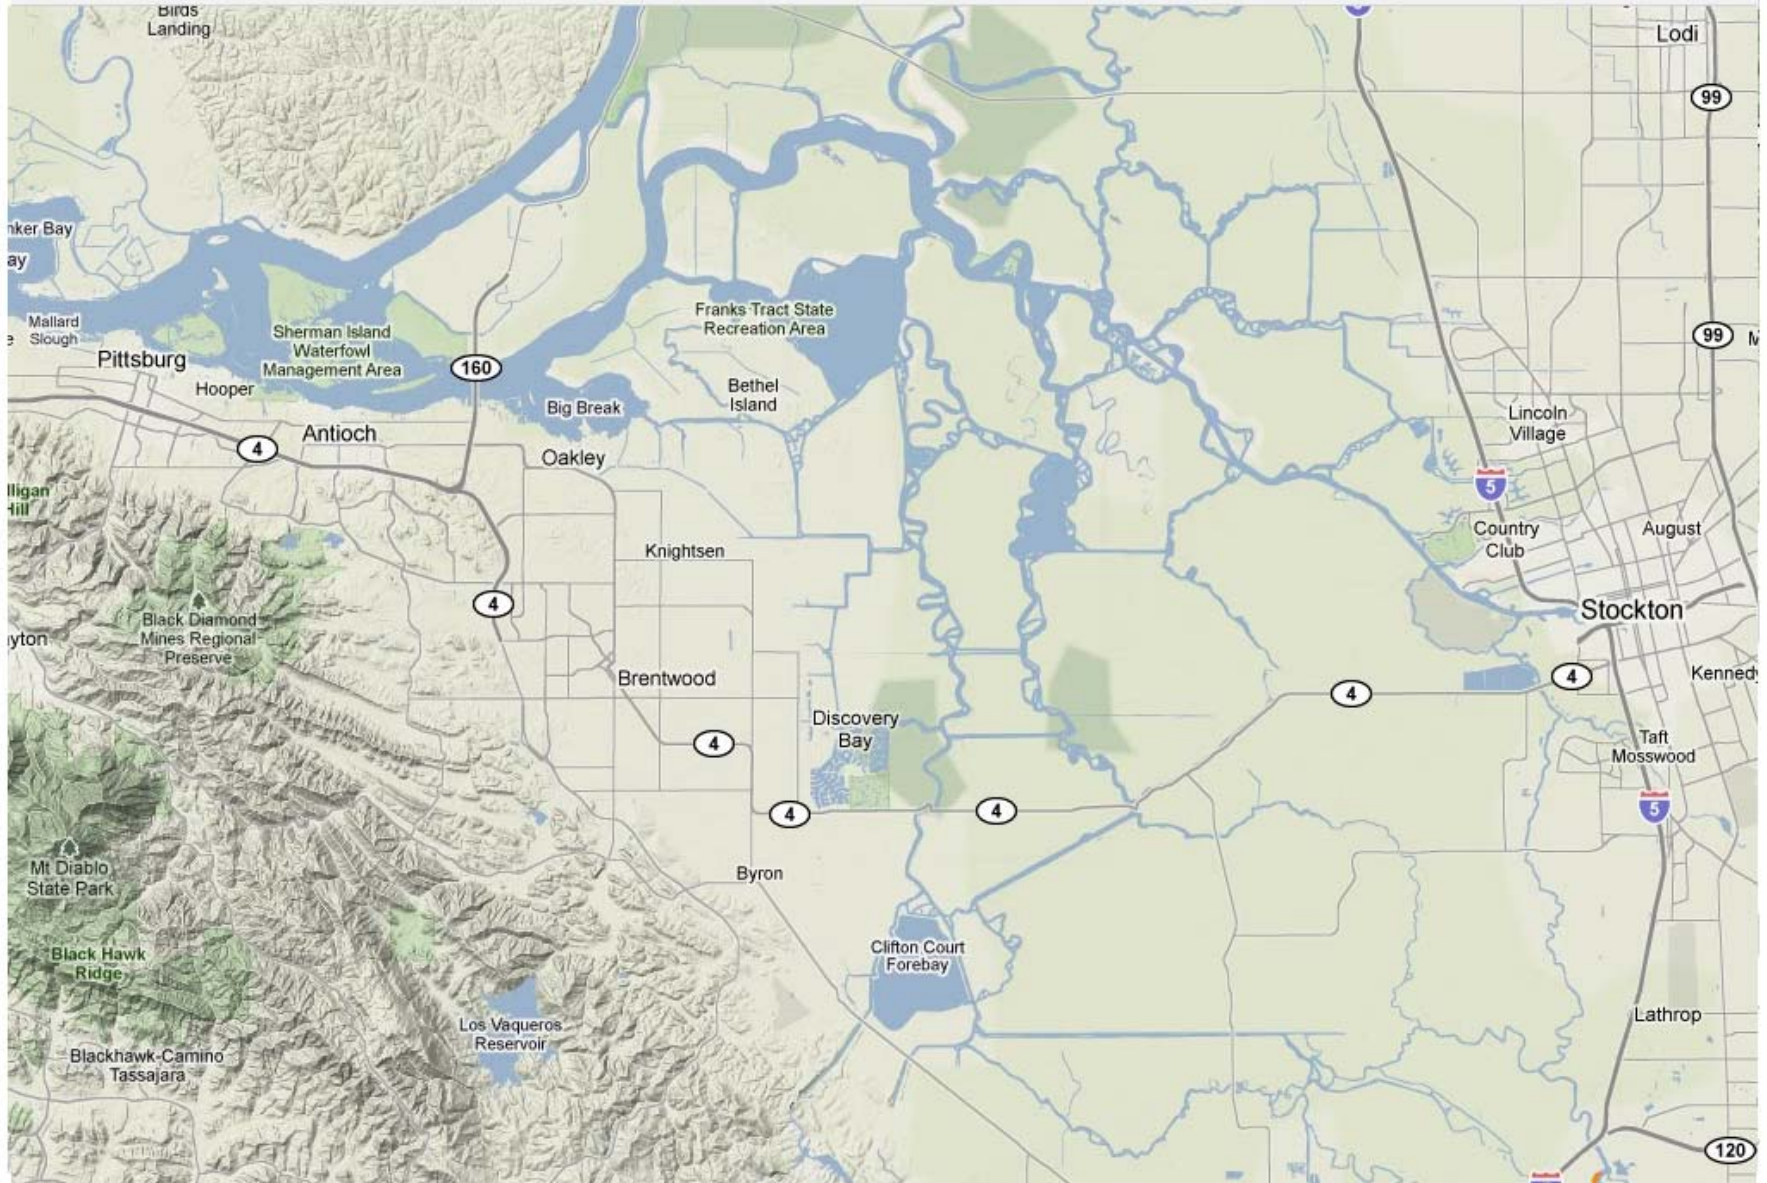 Birds
Landing
Lodi
99
nker Bay
ay
Mallard
Slough
Pittsburg
Hooper
Sherman Island
Waterfowl
Management Area
160
Franks Tract State
Recreation Area
Bethel
Island
Big Break
99
Antioch
4
Oakley
Lincoln
Village
5
lligan
Hill
Country
Club
August
Knightsen
4
Black Diamond
Mines Regional
Preserve
ayton
Stockton
Brentwood
4
4
Kennedy
Discovery
Bay
4
Taft
Mosswood
4
4
5
Mt Diablo
State Park
Byron
Black Hawk
Ridge
Clifton Court
Forebay
Los Vaqueros
Reservoir
Lathrop
Blackhawk-Camino
Tassajara
120